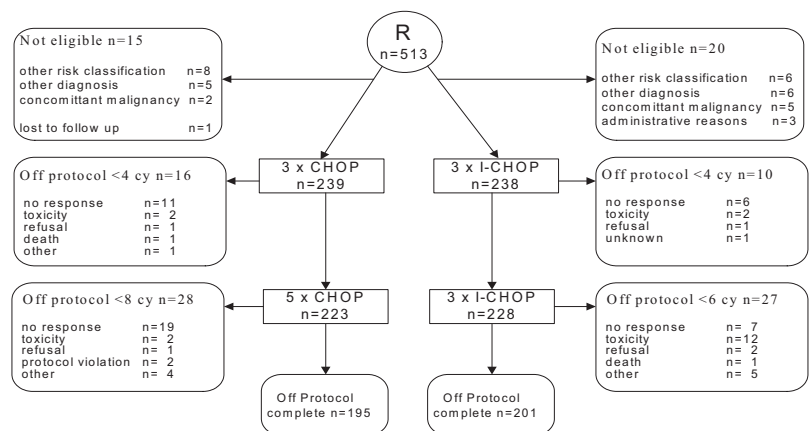 R
n=513
Not eligible n=15
other risk classification n=8
other diagnosis n=5
concomittant malignancy n=2
lost to follow up n=1
Not eligible n=20
other risk classification n=6
other diagnosis n=6
concomittant malignancy n=5
administrative reasons n=3
3 x CHOP
n=239
3 x I-CHOP
n=238
Off protocol <4 cy n=16
no response n=11
toxicity n= 2
refusal n= 1
death n= 1
other n= 1
Off protocol <4 cy n=10
no response n=6
toxicity n=2
refusal n=1
unknown n=1
5 x CHOP
n=223
3 x I-CHOP
n=228
Off protocol <8 cy n=28
no response n=19
toxicity n= 2
refusal n= 1
protocol violation n= 2
other n= 4
Off protocol <6 cy n=27
no response n= 7
toxicity n=12
refusal n= 2
death n= 1
other n= 5
Off Protocol
complete n=195
Off Protocol
complete n=201